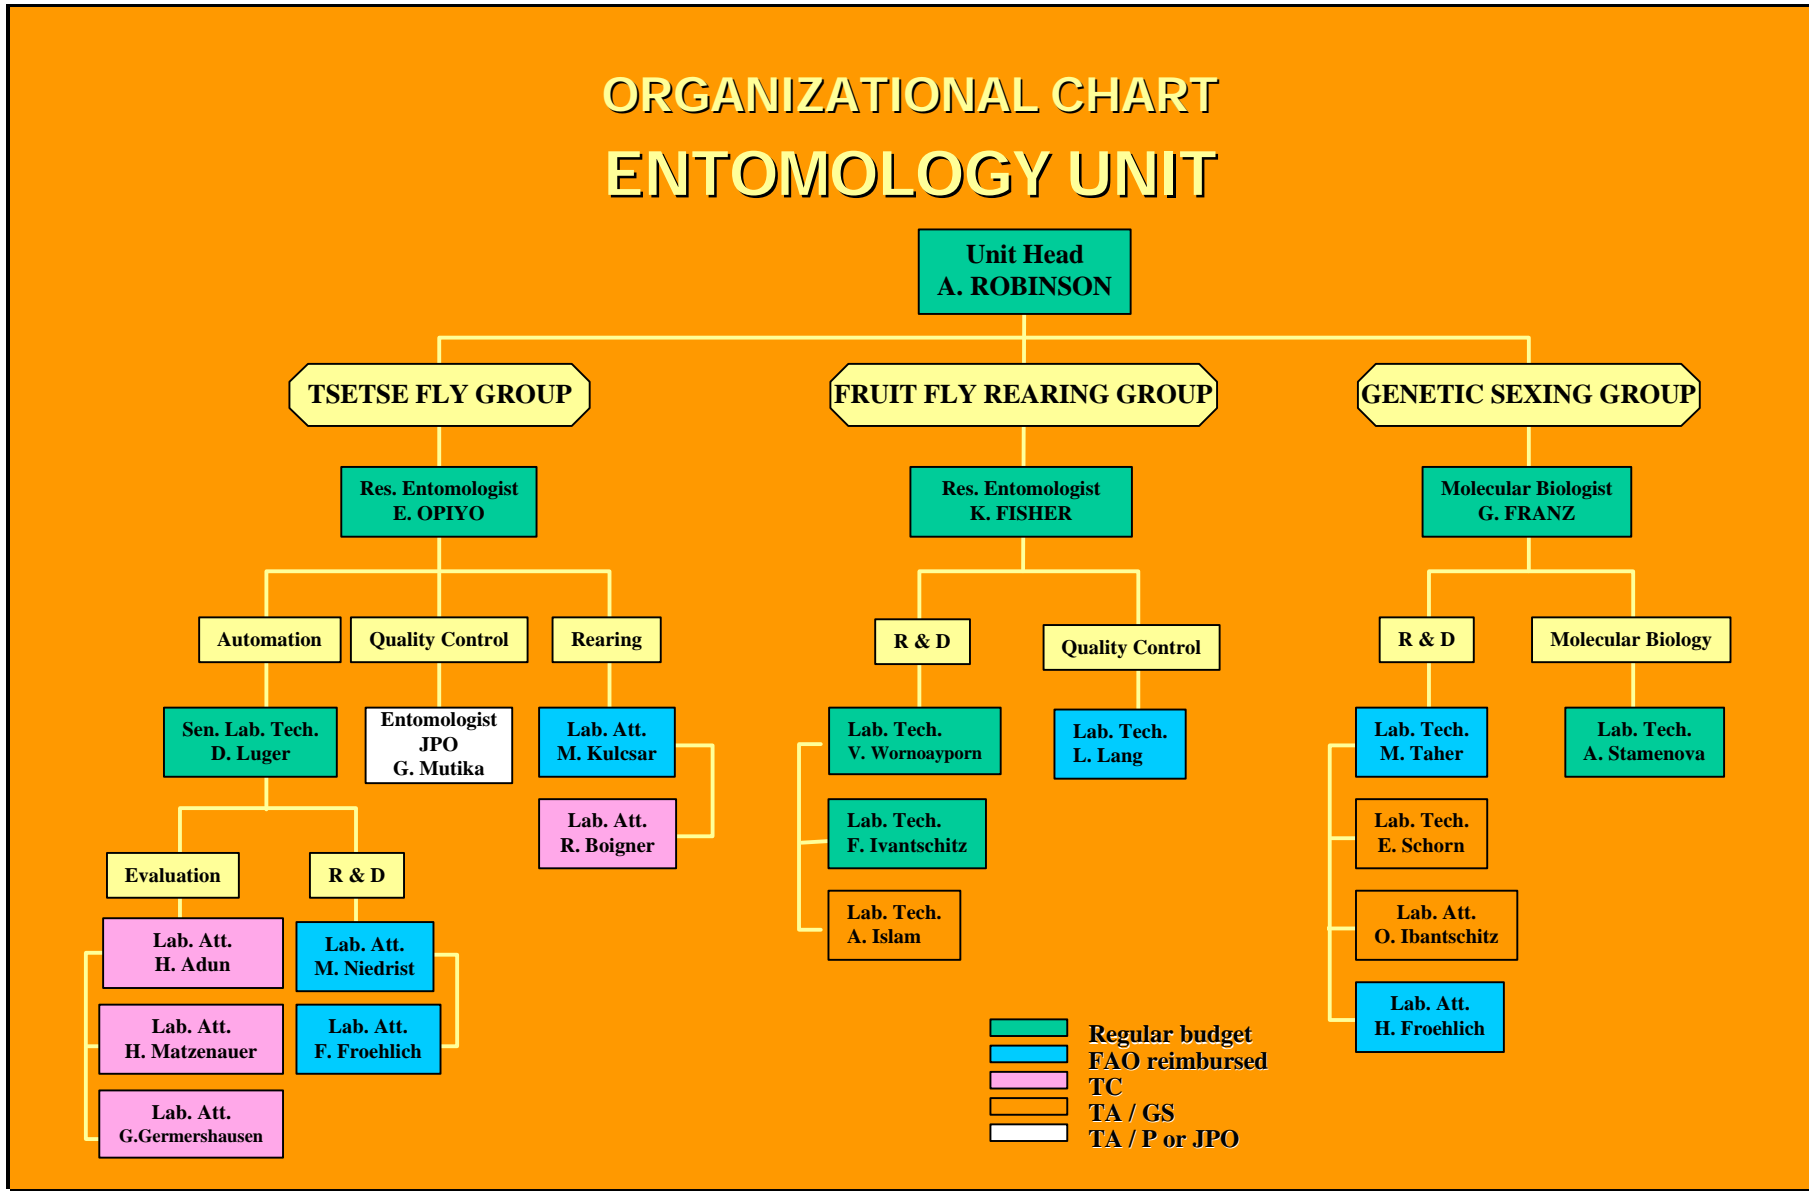 ORGANIZATIONAL CHART
ENTOMOLOGY UNIT
Unit Head
A. ROBINSON
TSETSE FLY GROUP
FRUIT FLY REARING GROUP
GENETIC SEXING GROUP
Res. Entomologist
E. OPIYO
Res. Entomologist
K. FISHER
Molecular Biologist
G. FRANZ
Automation
Quality Control
Rearing
R & D
Quality Control
R & D
Molecular Biology
Sen. Lab. Tech.
D. Luger
Entomologist
JPO
G. Mutika
Lab. Att.
M. Kulcsar
Lab. Att.
R. Boigner
Evaluation
R & D
Lab. Att.
H. Adun
Lab. Att.
H. Matzenauer
Lab. Att.
G.Germershausen
Lab. Att.
M. Niedrist
Lab. Att.
F. Froehlich
Lab. Tech.
V. Wornoayporn
Lab. Tech.
F. Ivantschitz
Lab. Tech.
A. Islam
Lab. Tech.
L. Lang
Lab. Tech.
M. Taher
Lab. Tech.
E. Schorn
Lab. Att.
O. Ibantschitz
Lab. Att.
H. Froehlich
Lab. Tech.
A. Stamenova
Regular budget
FAO reimbursed
TC
TA / GS
TA / P or JPO